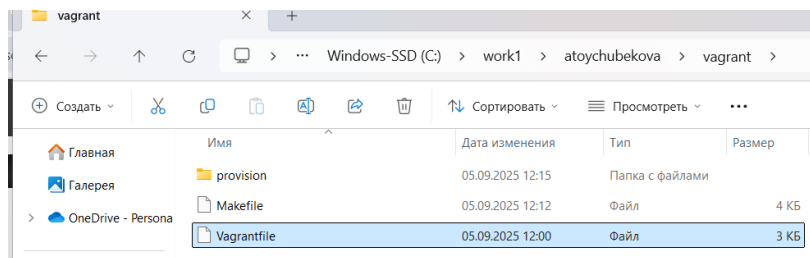 vagrant
Windows-SSD (C:) > work1 > atoychubekova > vagrant >
Создать Сортировать Просмотреть
Имя Дата изменения Тип Размер
Главная
Галерея
OneDrive - Persona
provision 05.09.2025 12:15 Папка с файлами
Makefile 05.09.2025 12:12 Файл 4 КБ
Vagrantfile 05.09.2025 12:00 Файл 3 КБ